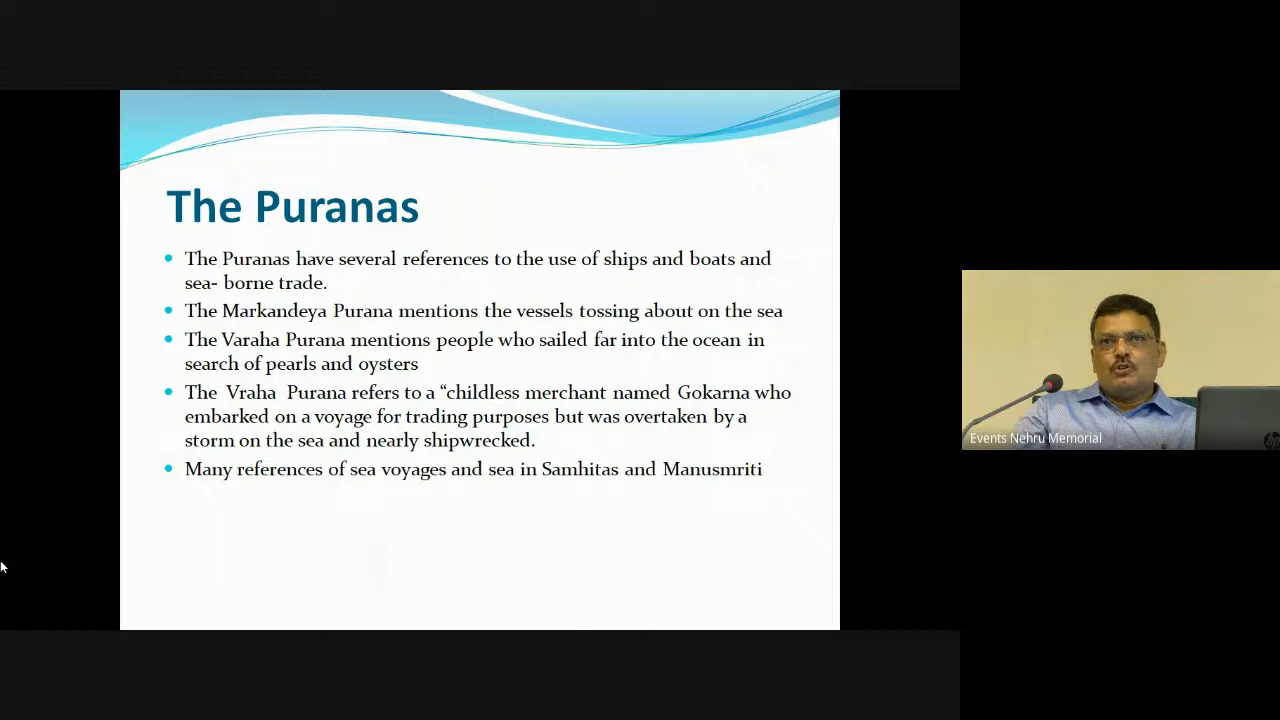 The Puranas
• The Puranas have several references to the use of ships and boats and
sea- borne trade.
• The Markandeya Purana mentions the vessels tossing about on the sea
• The Varaha Purana mentions people who sailed far into the ocean in
search of pearls and oysters
• The Vraha Purana refers to a “childless merchant named Gokarna who
embarked on a voyage for trading purposes but was overtaken by a
storm on the sea and nearly shipwrecked.
• Many references of sea voyages and sea in Samhitas and Manusmriti
Events Nehru Memorial